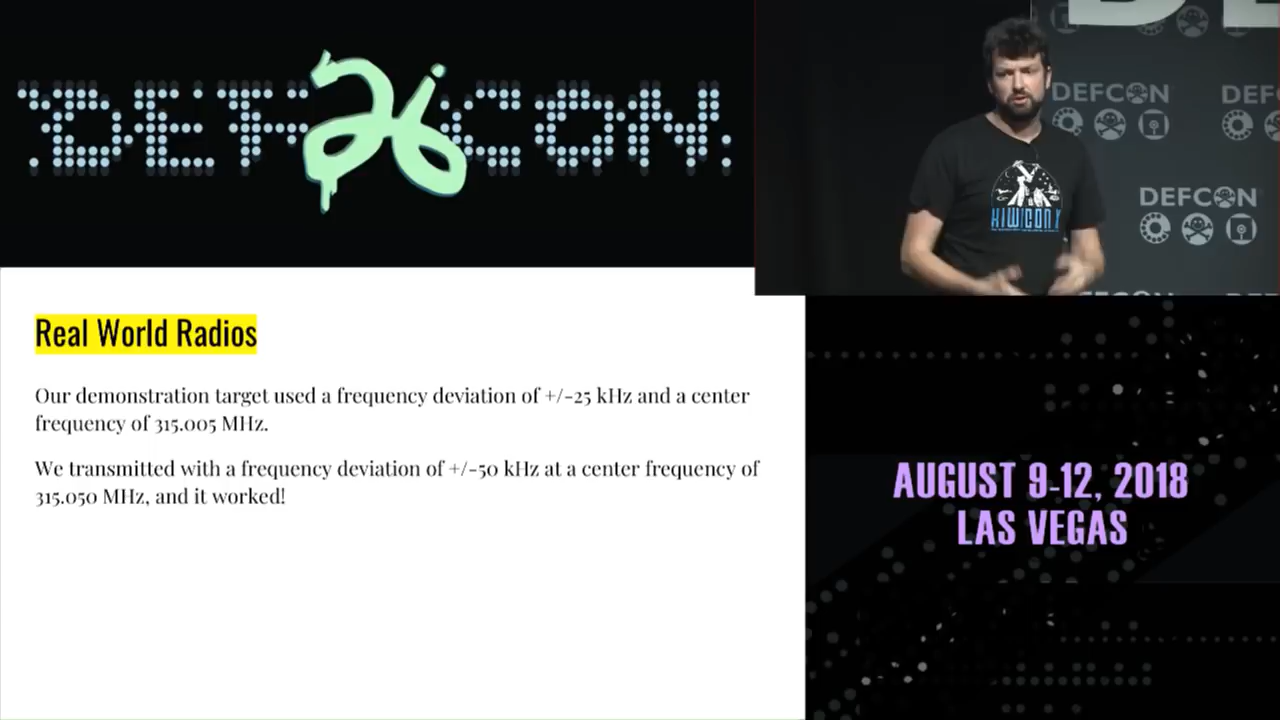 DEF CON
26
DEFCON
DEFC
DEFCON
KIWICON X
Real World Radios
Our demonstration target used a frequency deviation of +/-25 kHz and a center
frequency of 315.005 MHz.
We transmitted with a frequency deviation of +/-50 kHz at a center frequency of
315.050 MHz, and it worked!
AUGUST 9-12, 2018
LAS VEGAS